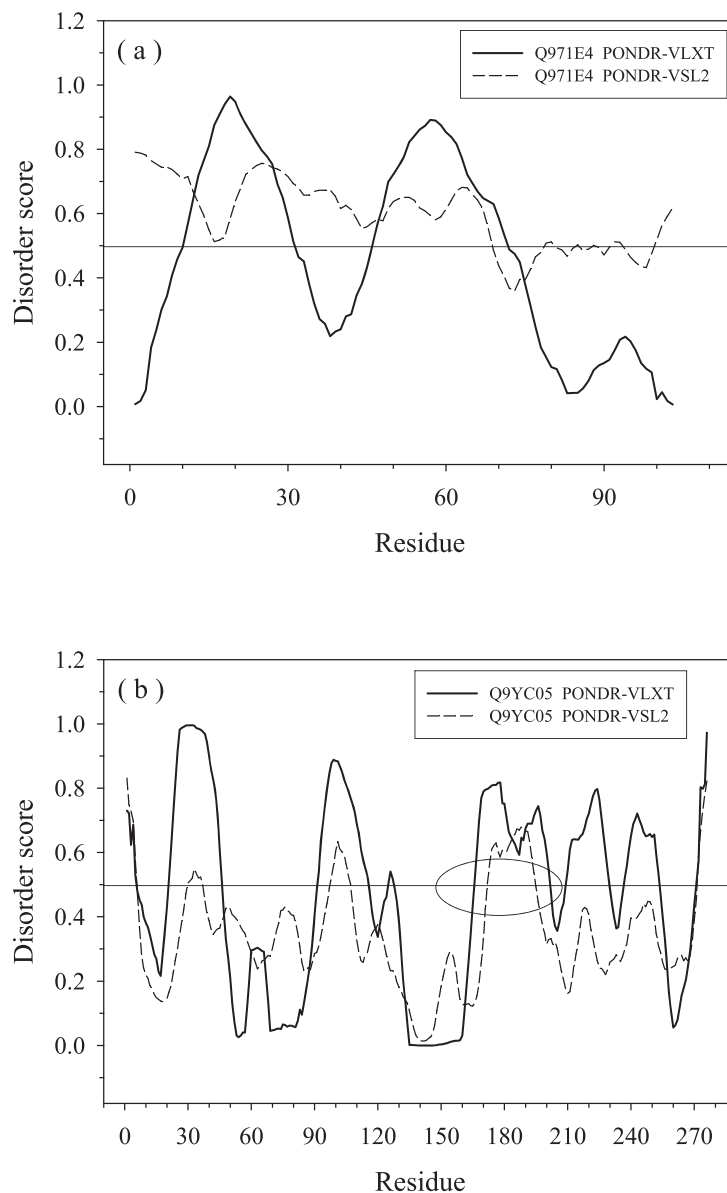 ( a )
Q971E4 PONDR-VLXT
Q971E4 PONDR-VSL2
1.2
1.0
0.8
0.6
0.4
0.2
0.0
Disorder score
0 30 60 90
Residue
( b )
Q9YC05 PONDR-VLXT
Q9YC05 PONDR-VSL2
1.2
1.0
0.8
0.6
0.4
0.2
0.0
Disorder score
0 30 60 90 120 150 180 210 240 270
Residue